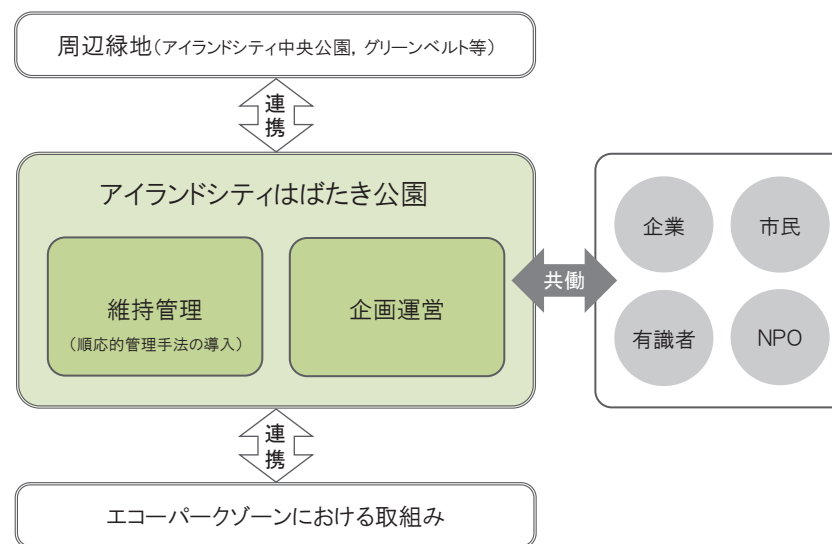 周辺緑地（アイランドシティ中央公園，グリーンベルト等）
連携
アイランドシティはばたき公園
維持管理
（順応的管理手法の導入）
企画運営
共働
企業
市民
有識者
NPO
連携
エコーパークゾーンにおける取組み